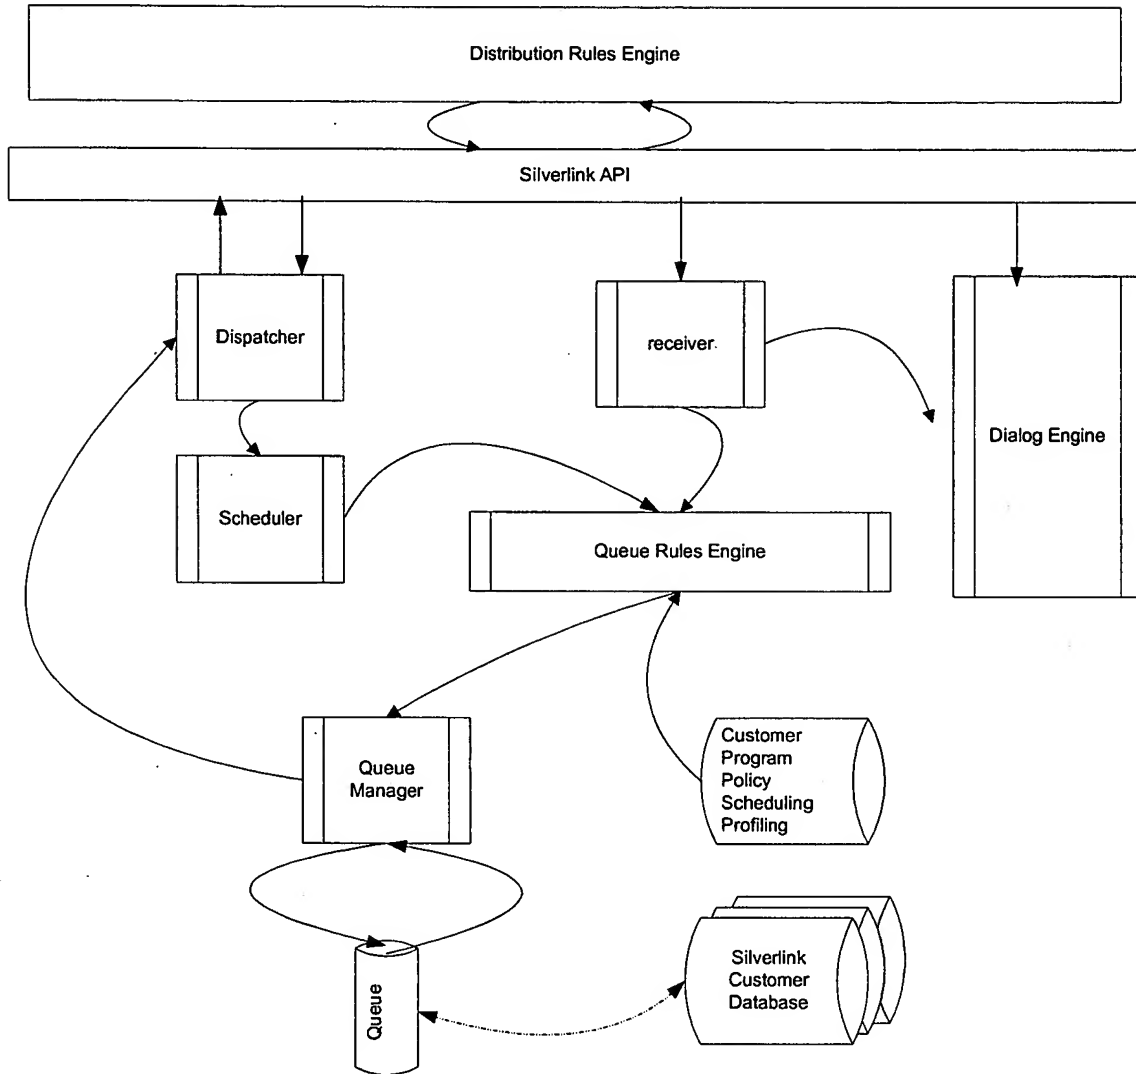 Distribution Rules Engine
Silverlink API
Dispatcher
receiver
Dialog Engine
Scheduler
Queue Rules Engine
Queue
Manager
Customer
Program
Policy
Scheduling
Profiling
Queue
Silverlink
Customer
Database